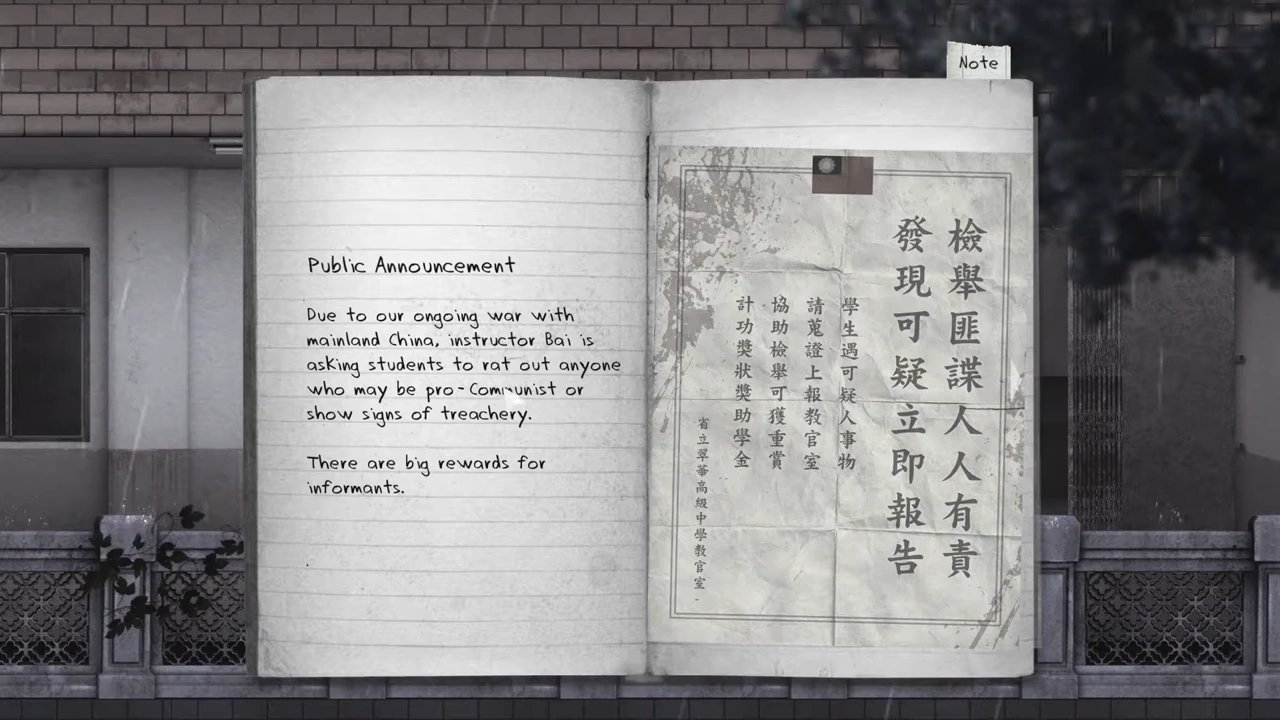 Note
Public Announcement
Due to our ongoing war with
mainland China, instructor Bai is
asking students to rat out anyone
who may be pro-Communist or
show signs of treachery.
There are big rewards for
informants.
檢舉匪諜人人有責
發現可疑立即報告
學生遇可疑人事物
請蒐證上報教官室
協助檢舉可獲重賞
計功獎狀獎助學金
省立翠華高級中學教官室